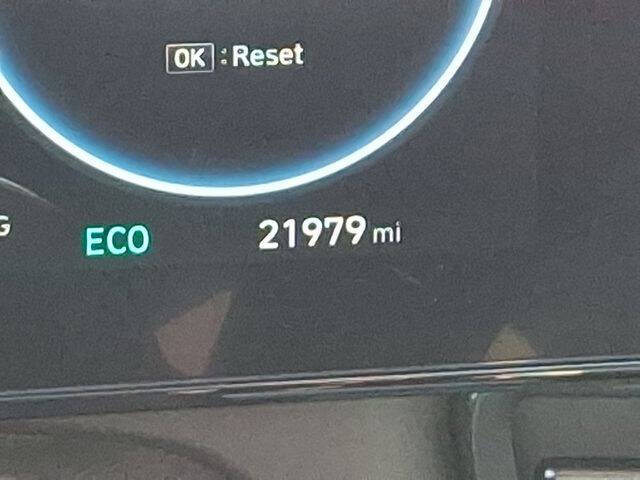 OK : Reset
G
ECO
21979 mi